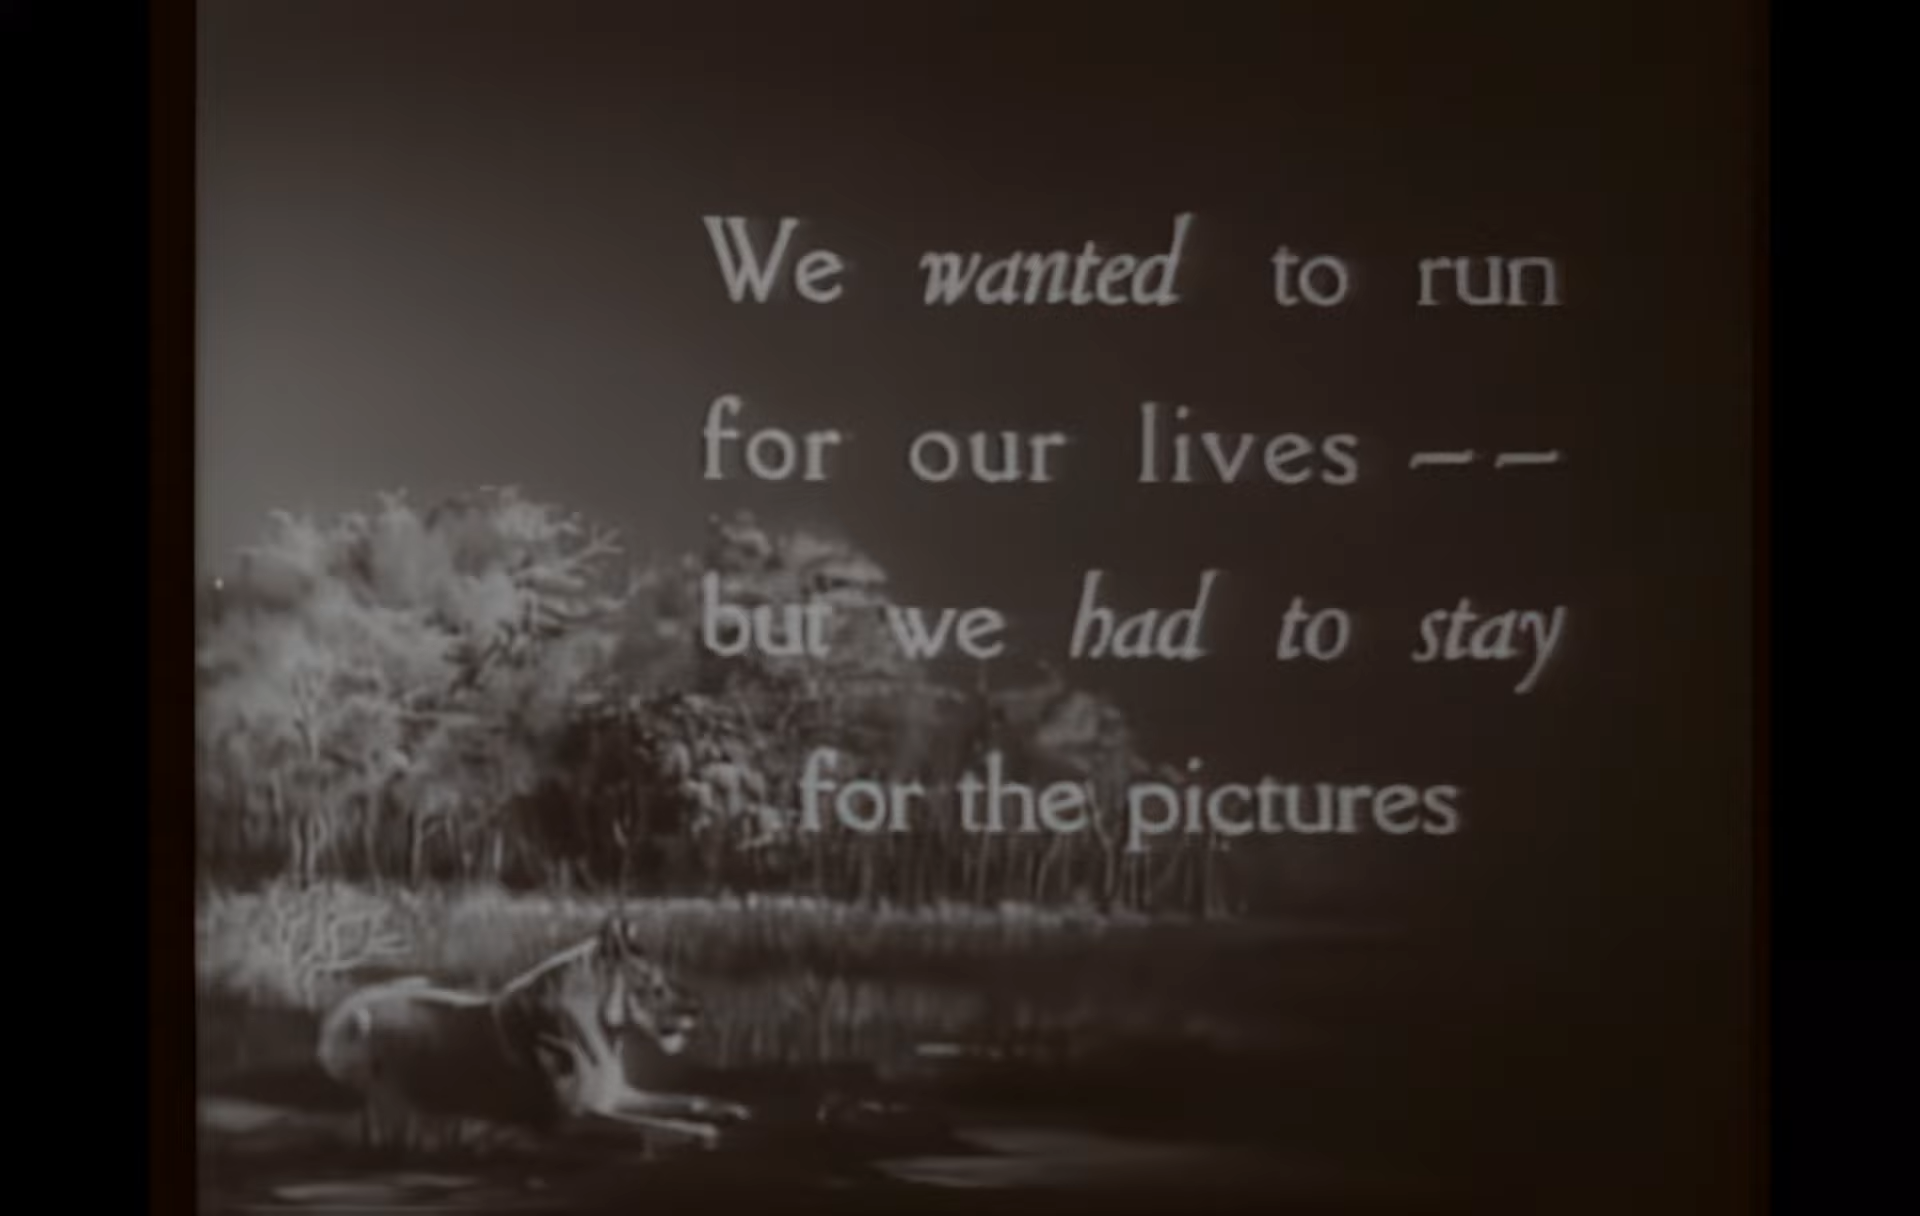 We wanted to run
for our lives --
but we had to stay
for the pictures